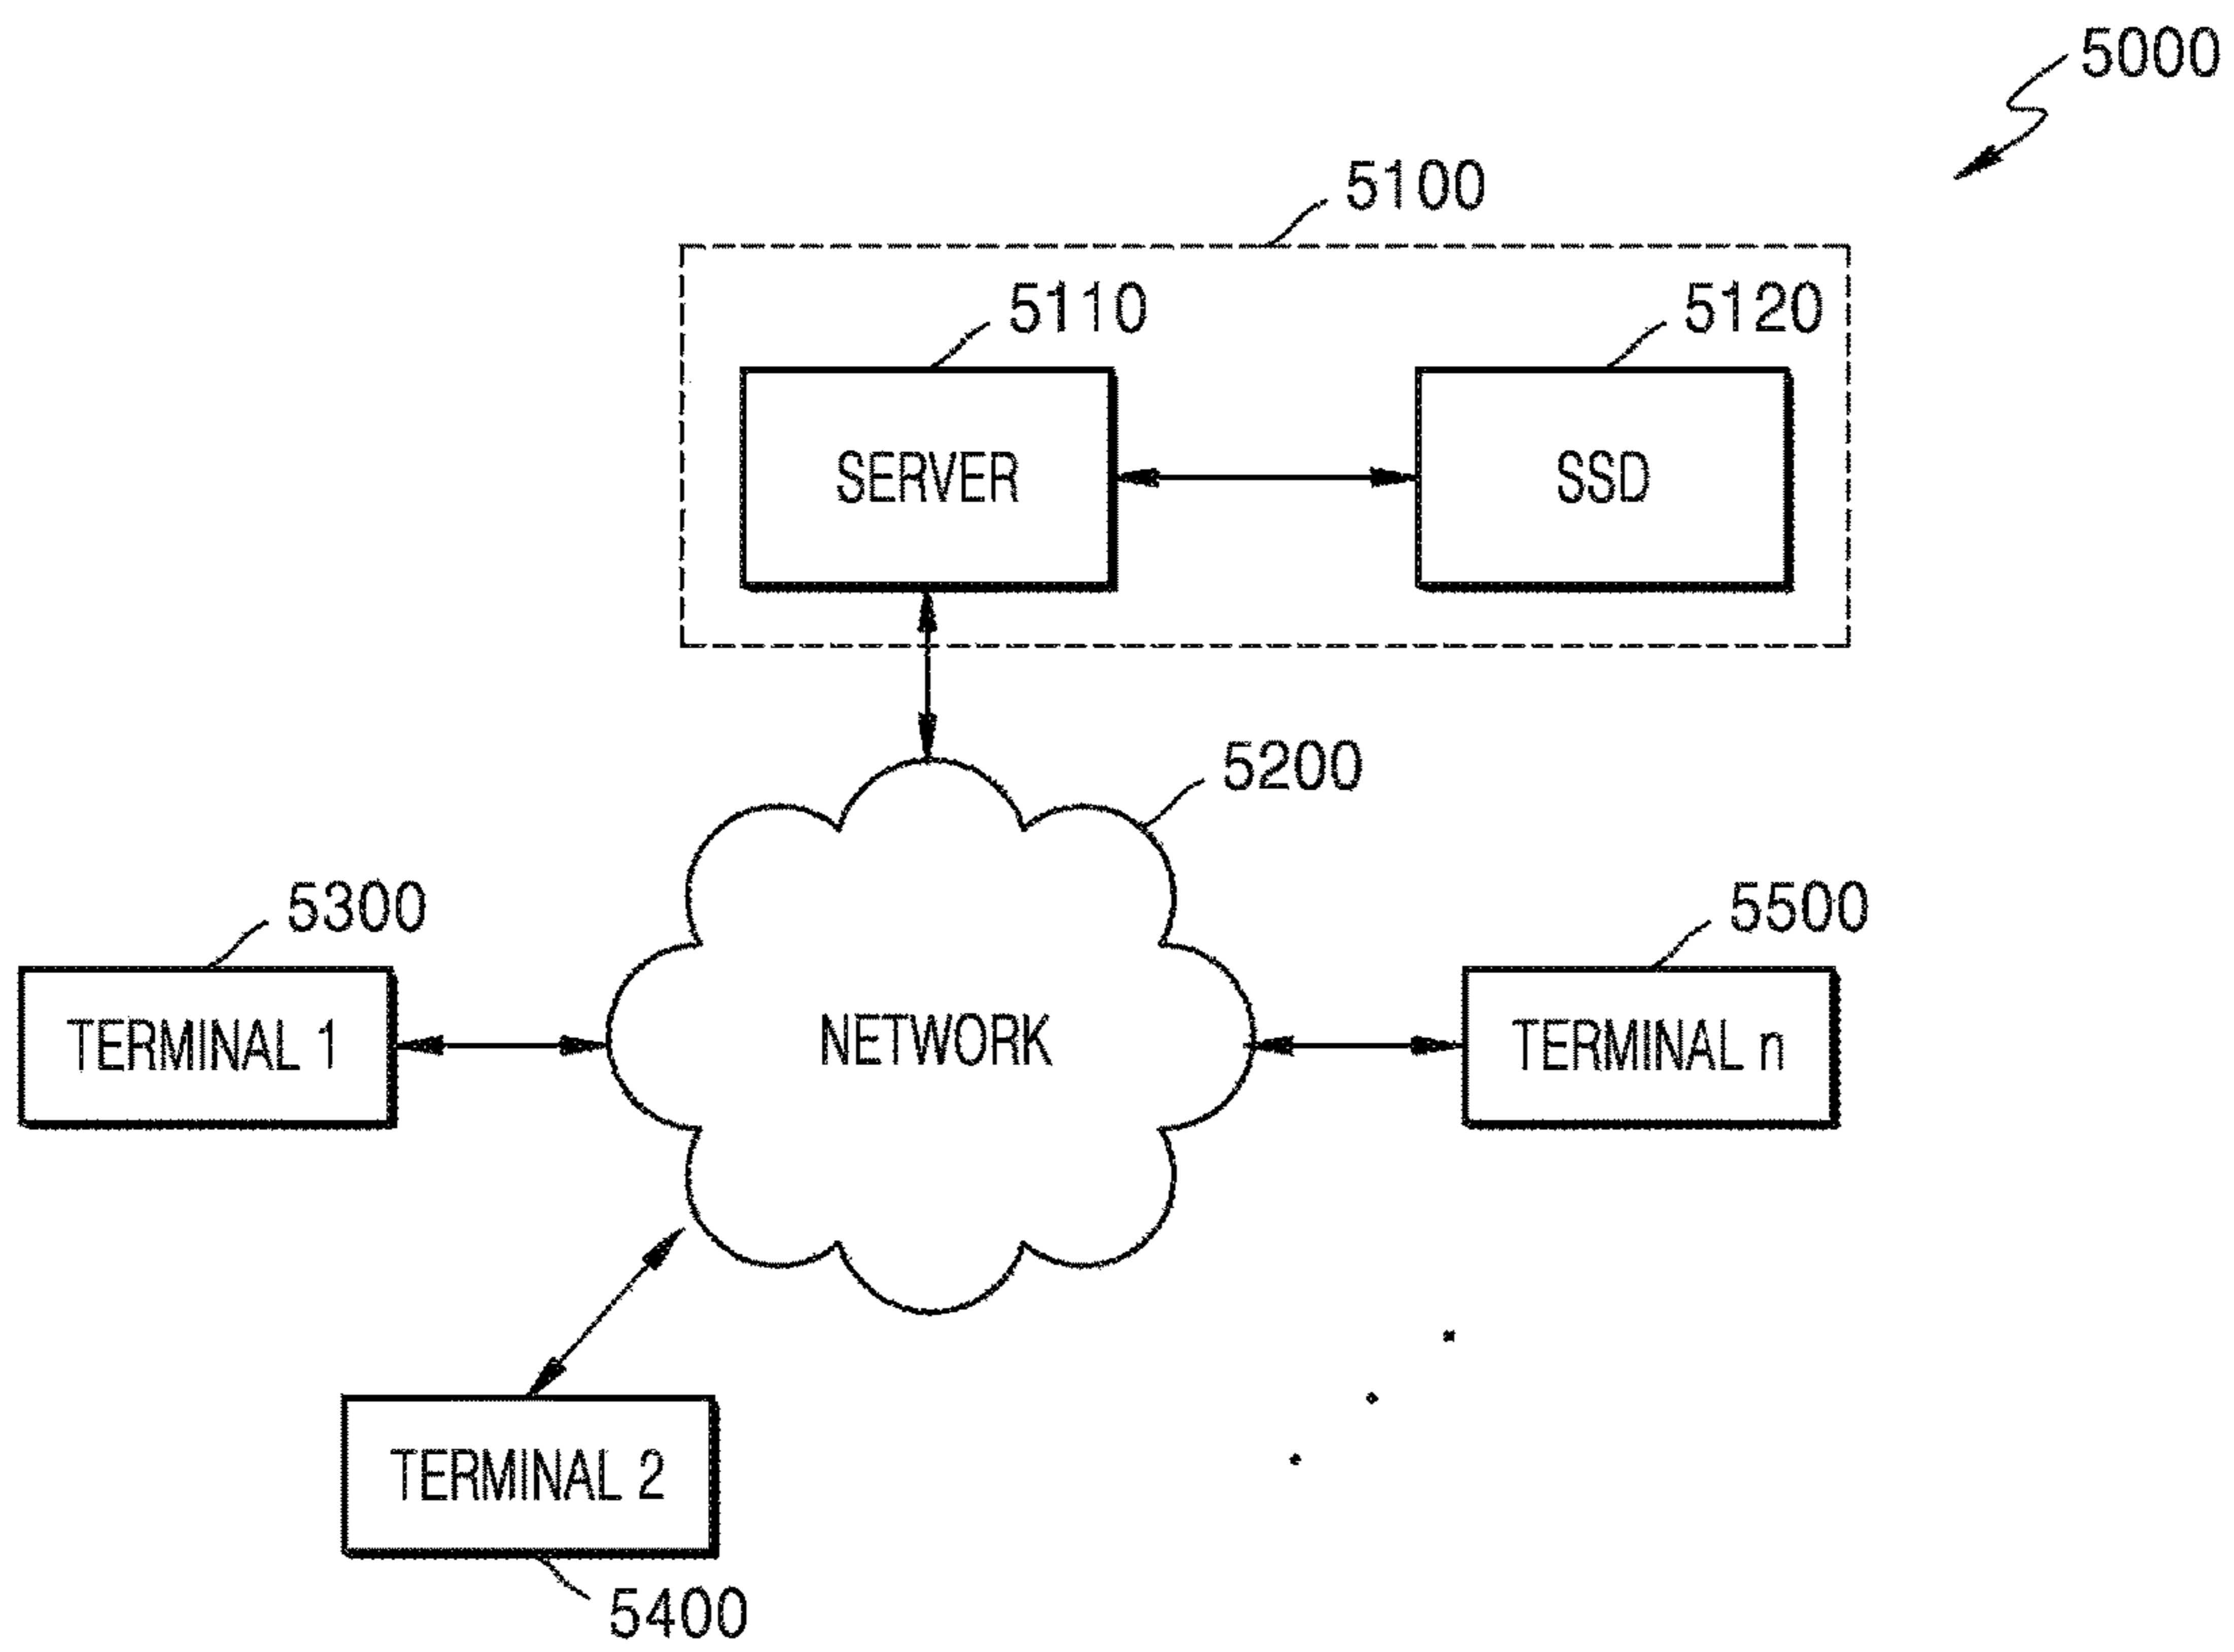 5000
5100
5110
5120
SERVER
SSD
5200
5300
5500
TERMINAL 1
NETWORK
TERMINAL n
TERMINAL 2
5400